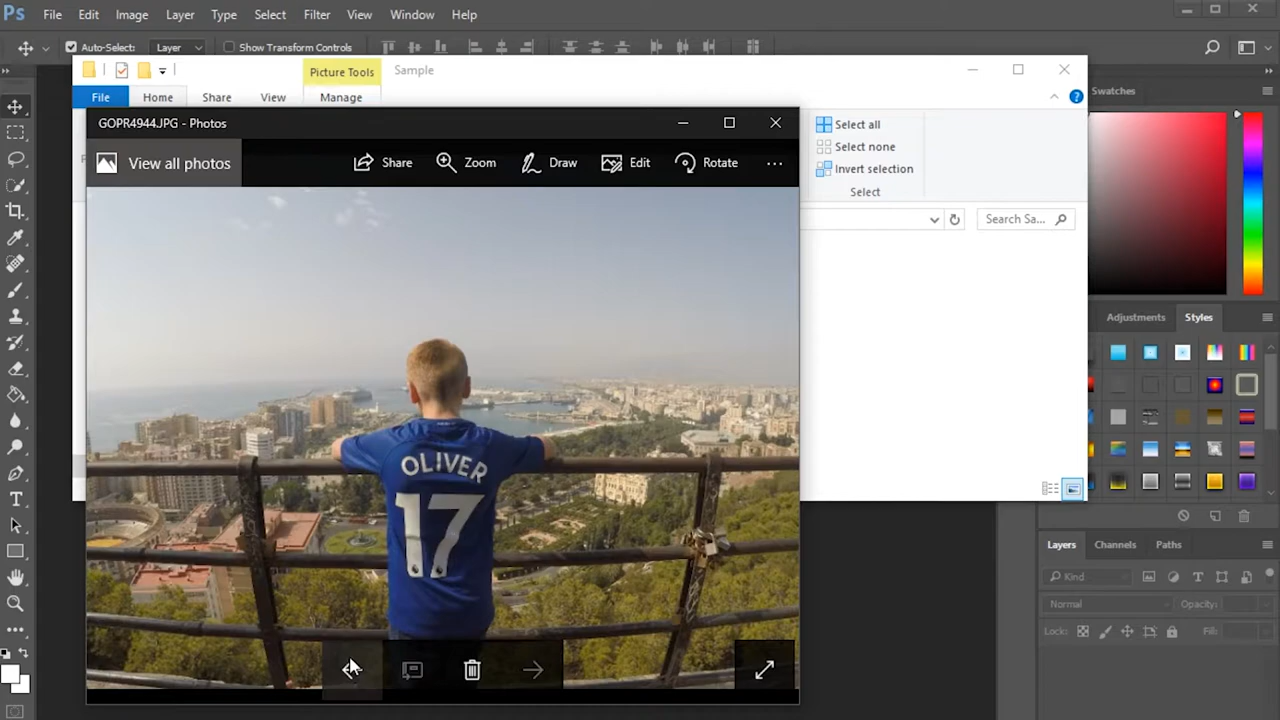 Ps File Edit Image Layer Type Select Filter View Window Help
Auto-Select: Layer Show Transform Controls
Picture Tools Sample
File Home Share View Manage
Swatches
GOPR4944.JPG - Photos
Select all
Select none
Invert selection
Select
View all photos Share Zoom Draw Edit Rotate
Search Sa...
Adjustments Styles
OLIVER
17
Layers Channels Paths
Kind
Normal Opacity:
Lock: Fill: